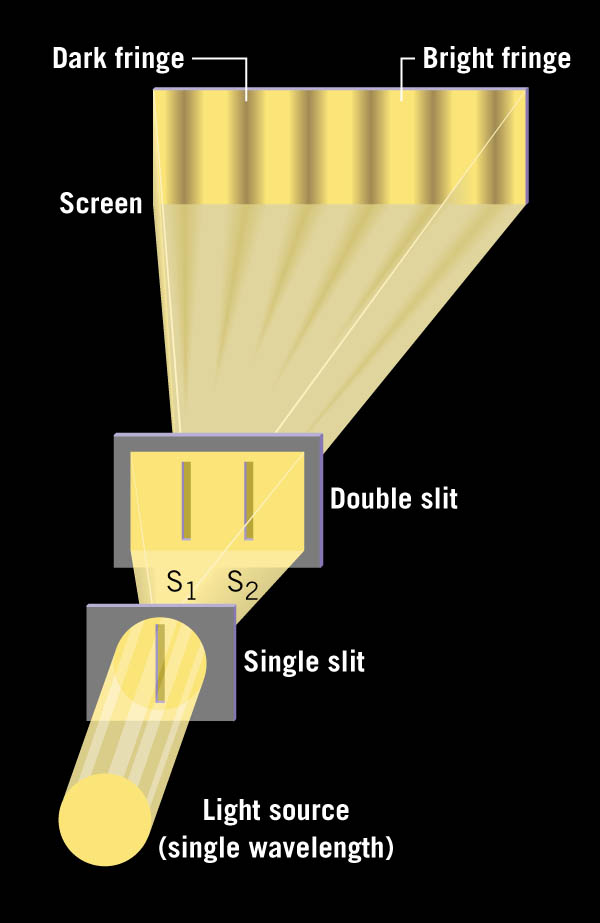 Dark fringe
Bright fringe
Screen
Double slit
S1 S2
Single slit
Light source
(single wavelength)